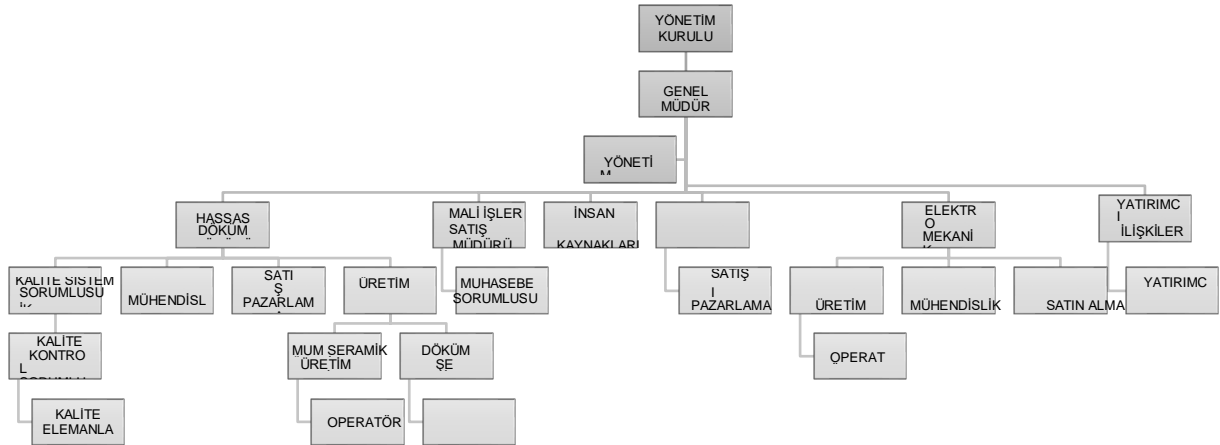 YÖNETİM
KURULU
GENEL
MÜDÜR
YÖNETİ
HASSAS
DÖKÜM
MALİ İŞLER
SATIŞ
MÜDÜRÜ
İNSAN
KAYNAKLARI
ELEKTR
O
MEKANİ
YATIRIMC
I
İLİŞKİLER
KALİTE SİSTEM
SORUMLUSU
MÜHENDİSL
SATI
Ş
PAZARLAM
ÜRETİM
MUHASEBE
SORUMLUSU
SATIŞ
I
PAZARLAMA
ÜRETİM
MÜHENDİSLİK
SATIN ALMA
YATIRIMC
KALİTE
KONTRO
L
MUM SERAMİK
ÜRETİM
DÖKÜM
ŞE
OPERAT
KALİTE
ELEMANLA
OPERATÖR